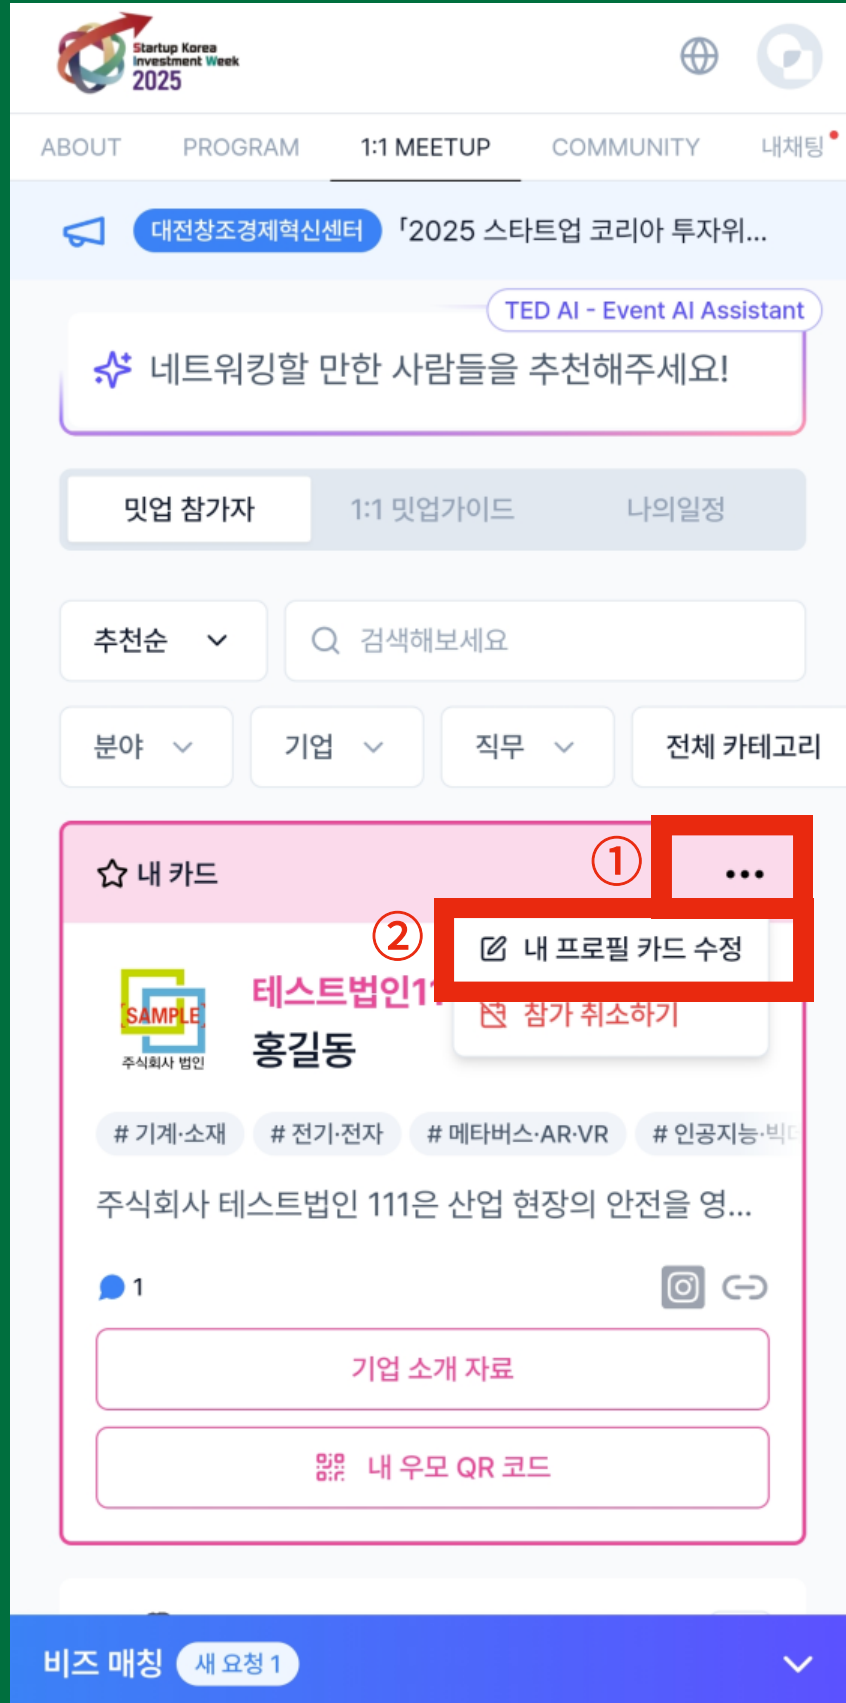 Startup Korea
Investment Week
2025
ABOUT PROGRAM 1:1 MEETUP COMMUNITY 내채팅
대전창조경제혁신센터 「2025 스타트업 코리아 투자위...
TED AI - Event AI Assistant
네트워킹할 만한 사람들을 추천해주세요!
밋업 참가자 1:1 밋업가이드 나의일정
추천순 검색해보세요
분야 기업 직무 전체 카테고리
내 카드 ① •••
② 내 프로필 카드 수정
테스트법인11
참가 취소하기
SAMPLE
주식회사 법인
홍길동
# 기계·소재 # 전기·전자 # 메타버스·AR·VR # 인공지능·빅
주식회사 테스트법인 111은 산업 현장의 안전을 영...
1
기업 소개 자료
내 우모 QR 코드
비즈 매칭 새 요청 1